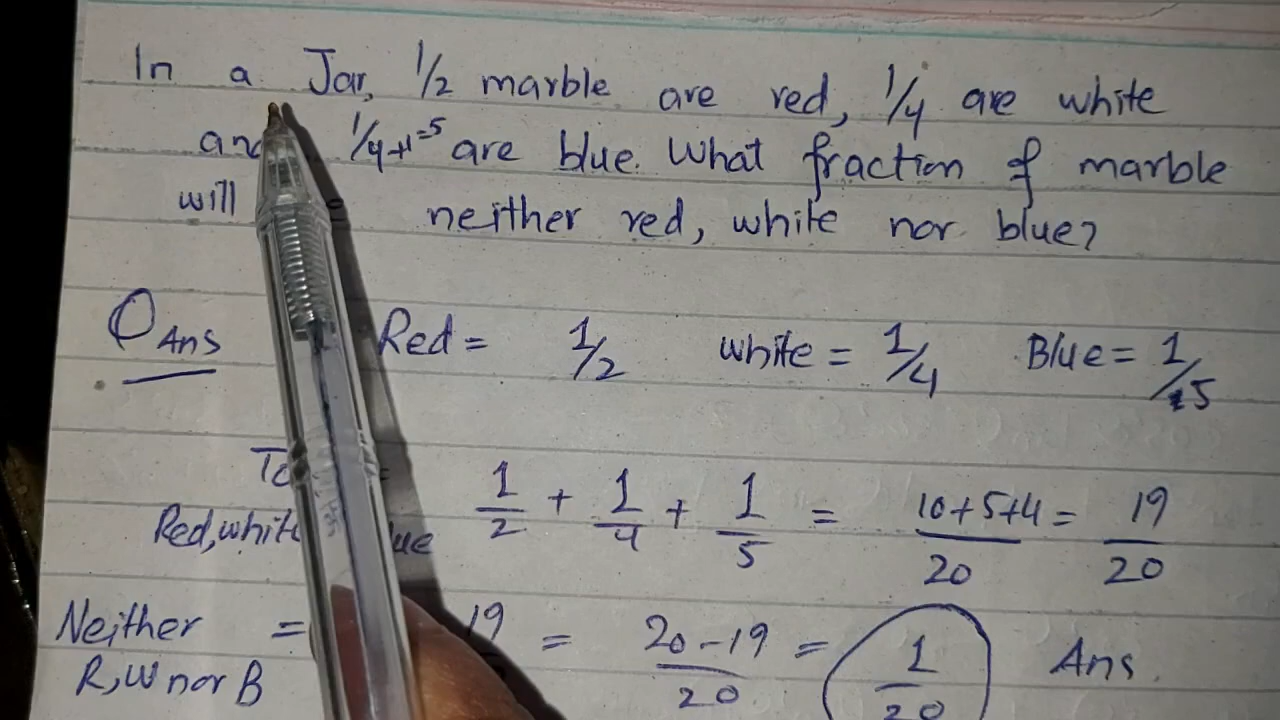 In a Jar, 1/2 marble are red, 1/4 are white
1/4+1=5 are blue. What fraction of marble
will neither red, white nor blue?
Ans Red = 1/2 white = 1/4 Blue = 1/5
1/2 + 1/4 + 1/5 = 10+5+4/20 = 19/20
Red, white
Neither = 19 = 20-19/20 = 1/20 Ans.
R, W nor B